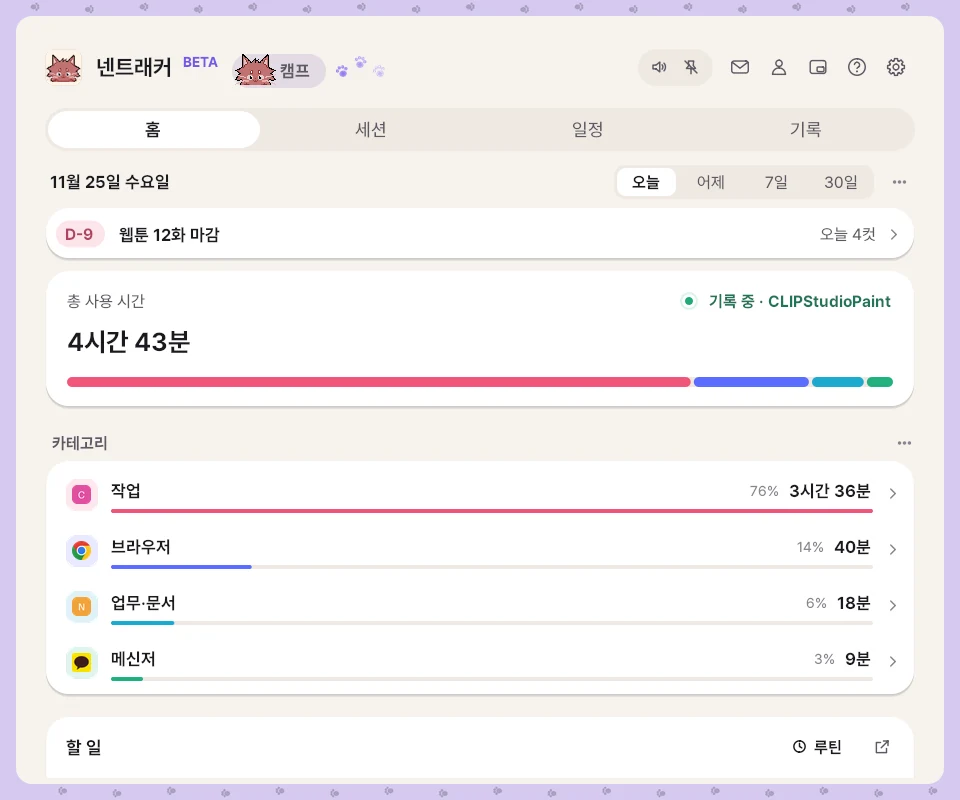 넨트래커 BETA 캠프
홈 세션 일정 기록
11월 25일 수요일 오늘 어제 7일 30일
D-9 웹툰 12화 마감 오늘 4컷
총 사용 시간 기록 중 · CLIPStudioPaint
4시간 43분
카테고리
C 작업 76% 3시간 36분
브라우저 14% 40분
N 업무·문서 6% 18분
메신저 3% 9분
할 일 루틴